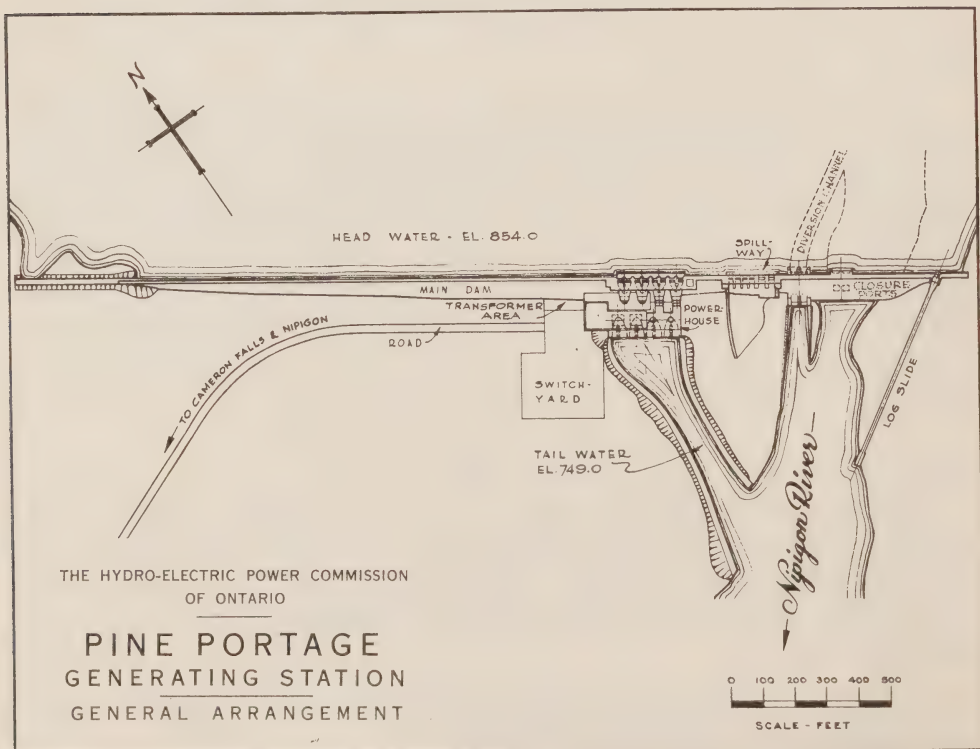 N
HEAD WATER - EL. 854.0
DIVERSION CHANNEL
SPILL-
WAY
MAIN DAM
CLOSURE
PORTS
TRANSFORMER
AREA
POWER-
HOUSE
ROAD
TO CAMERON FALLS & NIPIGON
SWITCH-
YARD
LOG SLIDE
TAIL WATER
EL. 749.0
Nipigon River
THE HYDRO-ELECTRIC POWER COMMISSION
OF ONTARIO
PINE PORTAGE
GENERATING STATION
GENERAL ARRANGEMENT
0 100 200 300 400 500
SCALE - FEET